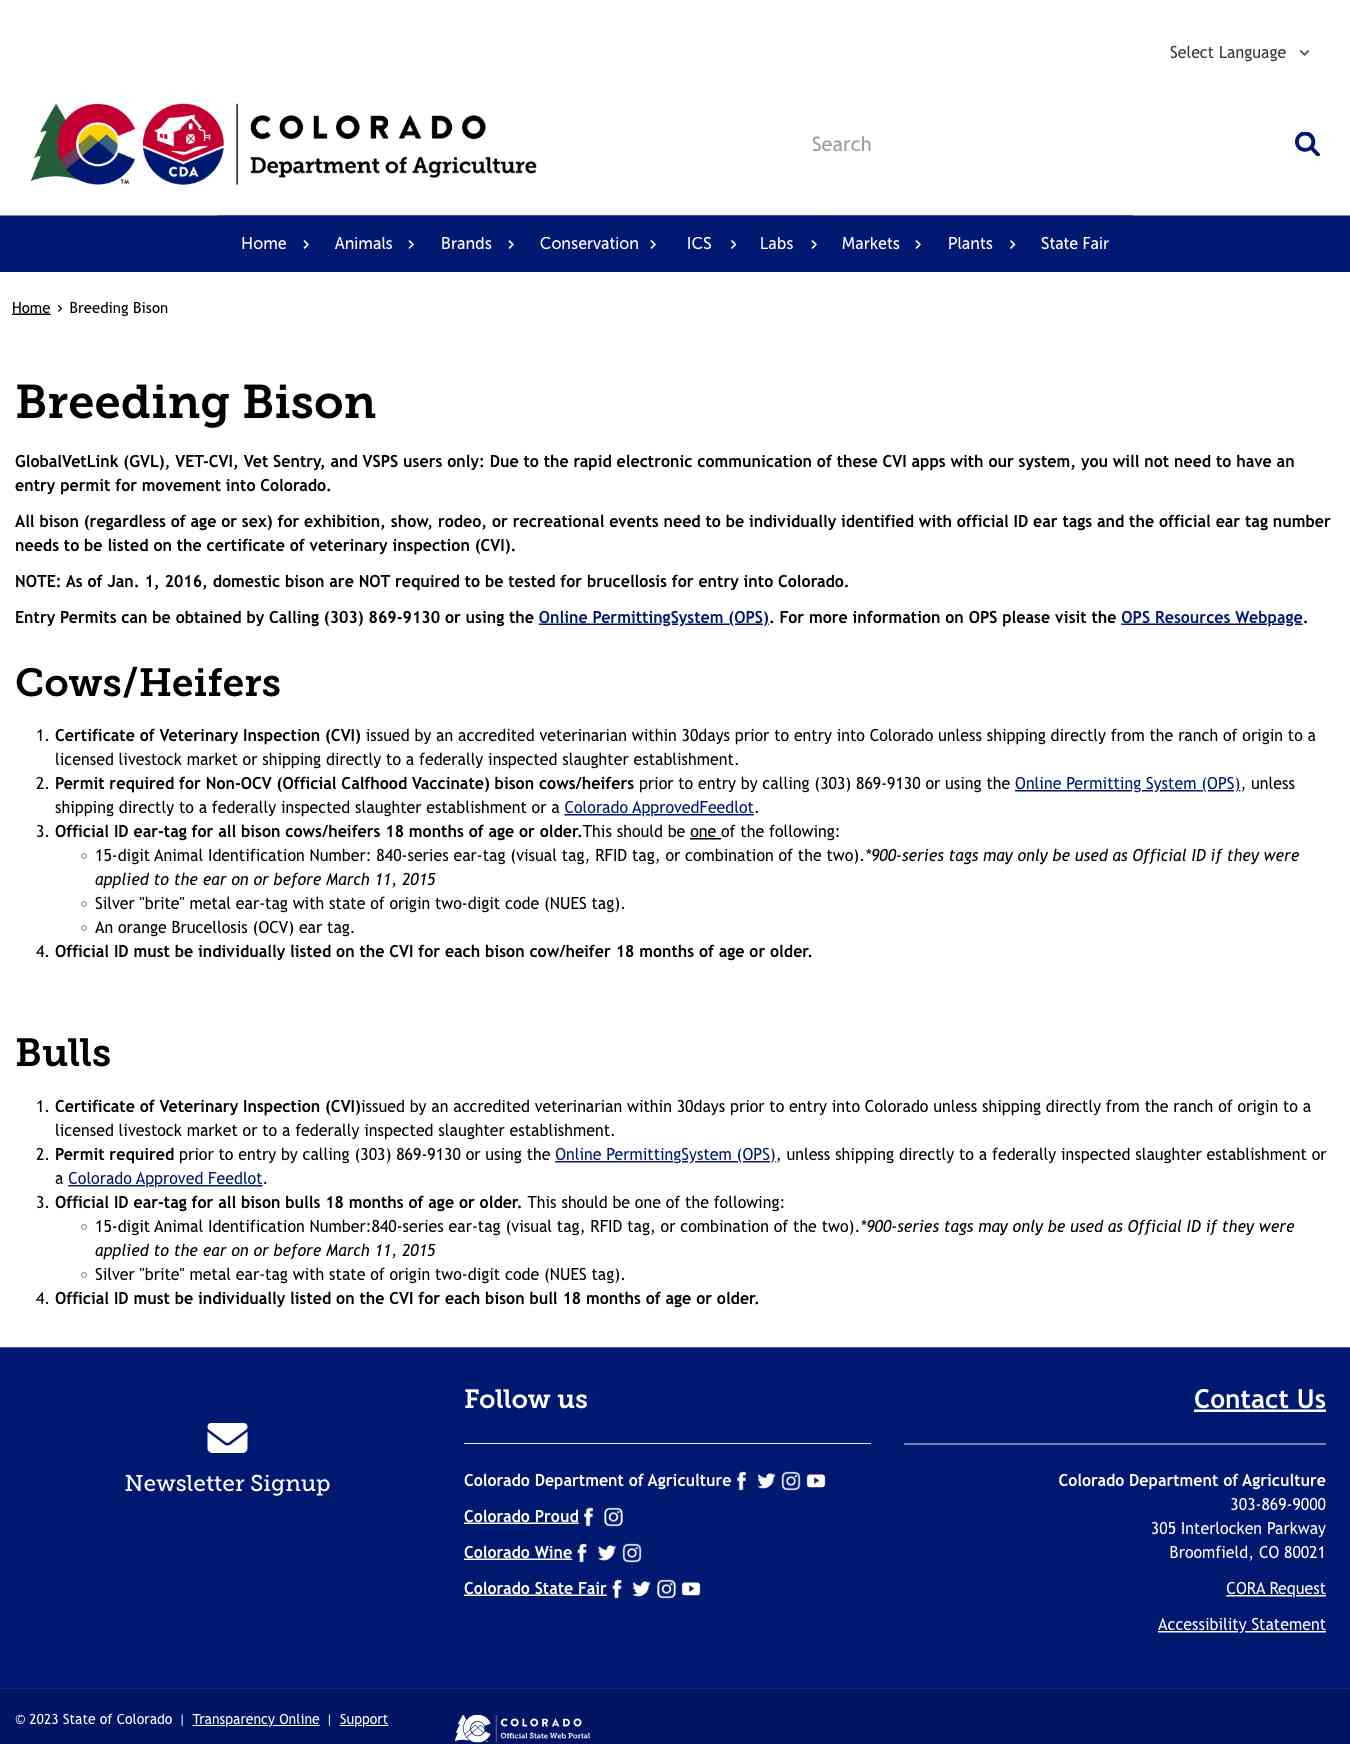 Select Language
COLORADO
Department of Agriculture
CDA
TM
Search
Home
Animals
Brands
Conservation
ICS
Labs
Markets
Plants
State Fair
Home › Breeding Bison
Breeding Bison
GlobalVetLink (GVL), VET-CVI, Vet Sentry, and VSPS users only: Due to the rapid electronic communication of these CVI apps with our system, you will not need to have an
entry permit for movement into Colorado.
All bison (regardless of age or sex) for exhibition, show, rodeo, or recreational events need to be individually identified with official ID ear tags and the official ear tag number
needs to be listed on the certificate of veterinary inspection (CVI).
NOTE: As of Jan. 1, 2016, domestic bison are NOT required to be tested for brucellosis for entry into Colorado.
Entry Permits can be obtained by Calling (303) 869-9130 or using the Online PermittingSystem (OPS). For more information on OPS please visit the OPS Resources Webpage.
Cows/Heifers
1. Certificate of Veterinary Inspection (CVI) issued by an accredited veterinarian within 30days prior to entry into Colorado unless shipping directly from the ranch of origin to a
licensed livestock market or shipping directly to a federally inspected slaughter establishment.
2. Permit required for Non-OCV (Official Calfhood Vaccinate) bison cows/heifers prior to entry by calling (303) 869-9130 or using the Online Permitting System (OPS), unless
shipping directly to a federally inspected slaughter establishment or a Colorado ApprovedFeedlot.
3. Official ID ear-tag for all bison cows/heifers 18 months of age or older.This should be one of the following:
◦ 15-digit Animal Identification Number: 840-series ear-tag (visual tag, RFID tag, or combination of the two).*900-series tags may only be used as Official ID if they were
applied to the ear on or before March 11, 2015
◦ Silver "brite" metal ear-tag with state of origin two-digit code (NUES tag).
◦ An orange Brucellosis (OCV) ear tag.
4. Official ID must be individually listed on the CVI for each bison cow/heifer 18 months of age or older.
Bulls
1. Certificate of Veterinary Inspection (CVI)issued by an accredited veterinarian within 30days prior to entry into Colorado unless shipping directly from the ranch of origin to a
licensed livestock market or to a federally inspected slaughter establishment.
2. Permit required prior to entry by calling (303) 869-9130 or using the Online PermittingSystem (OPS), unless shipping directly to a federally inspected slaughter establishment or
a Colorado Approved Feedlot.
3. Official ID ear-tag for all bison bulls 18 months of age or older. This should be one of the following:
◦ 15-digit Animal Identification Number:840-series ear-tag (visual tag, RFID tag, or combination of the two).*900-series tags may only be used as Official ID if they were
applied to the ear on or before March 11, 2015
◦ Silver "brite" metal ear-tag with state of origin two-digit code (NUES tag).
4. Official ID must be individually listed on the CVI for each bison bull 18 months of age or older.
Newsletter Signup
Follow us
Colorado Department of Agriculture
Colorado Proud
Colorado Wine
Colorado State Fair
Contact Us
Colorado Department of Agriculture
303-869-9000
305 Interlocken Parkway
Broomfield, CO 80021
CORA Request
Accessibility Statement
© 2023 State of Colorado | Transparency Online | Support
COLORADO
Official State Web Portal